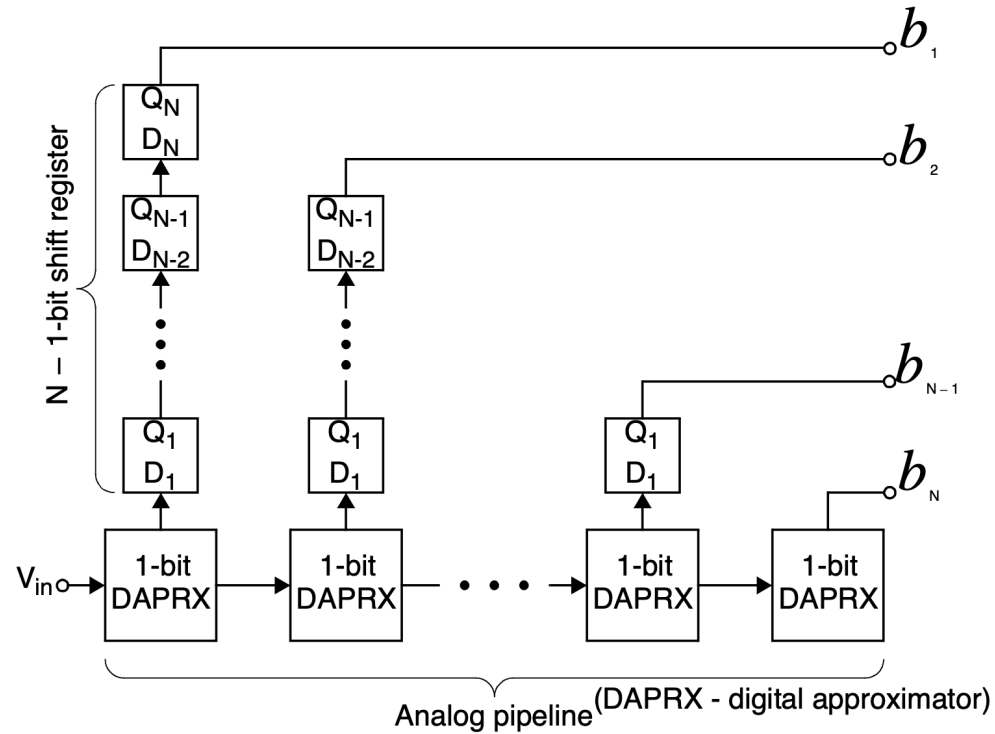 b1
QN
DN
b2
QN-1
DN-2
QN-1
DN-2
N – 1-bit shift register
bN–1
Q1
D1
Q1
D1
Q1
D1
bN
Vin
1-bit
DAPRX
1-bit
DAPRX
1-bit
DAPRX
1-bit
DAPRX
Analog pipeline
(DAPRX - digital approximator)